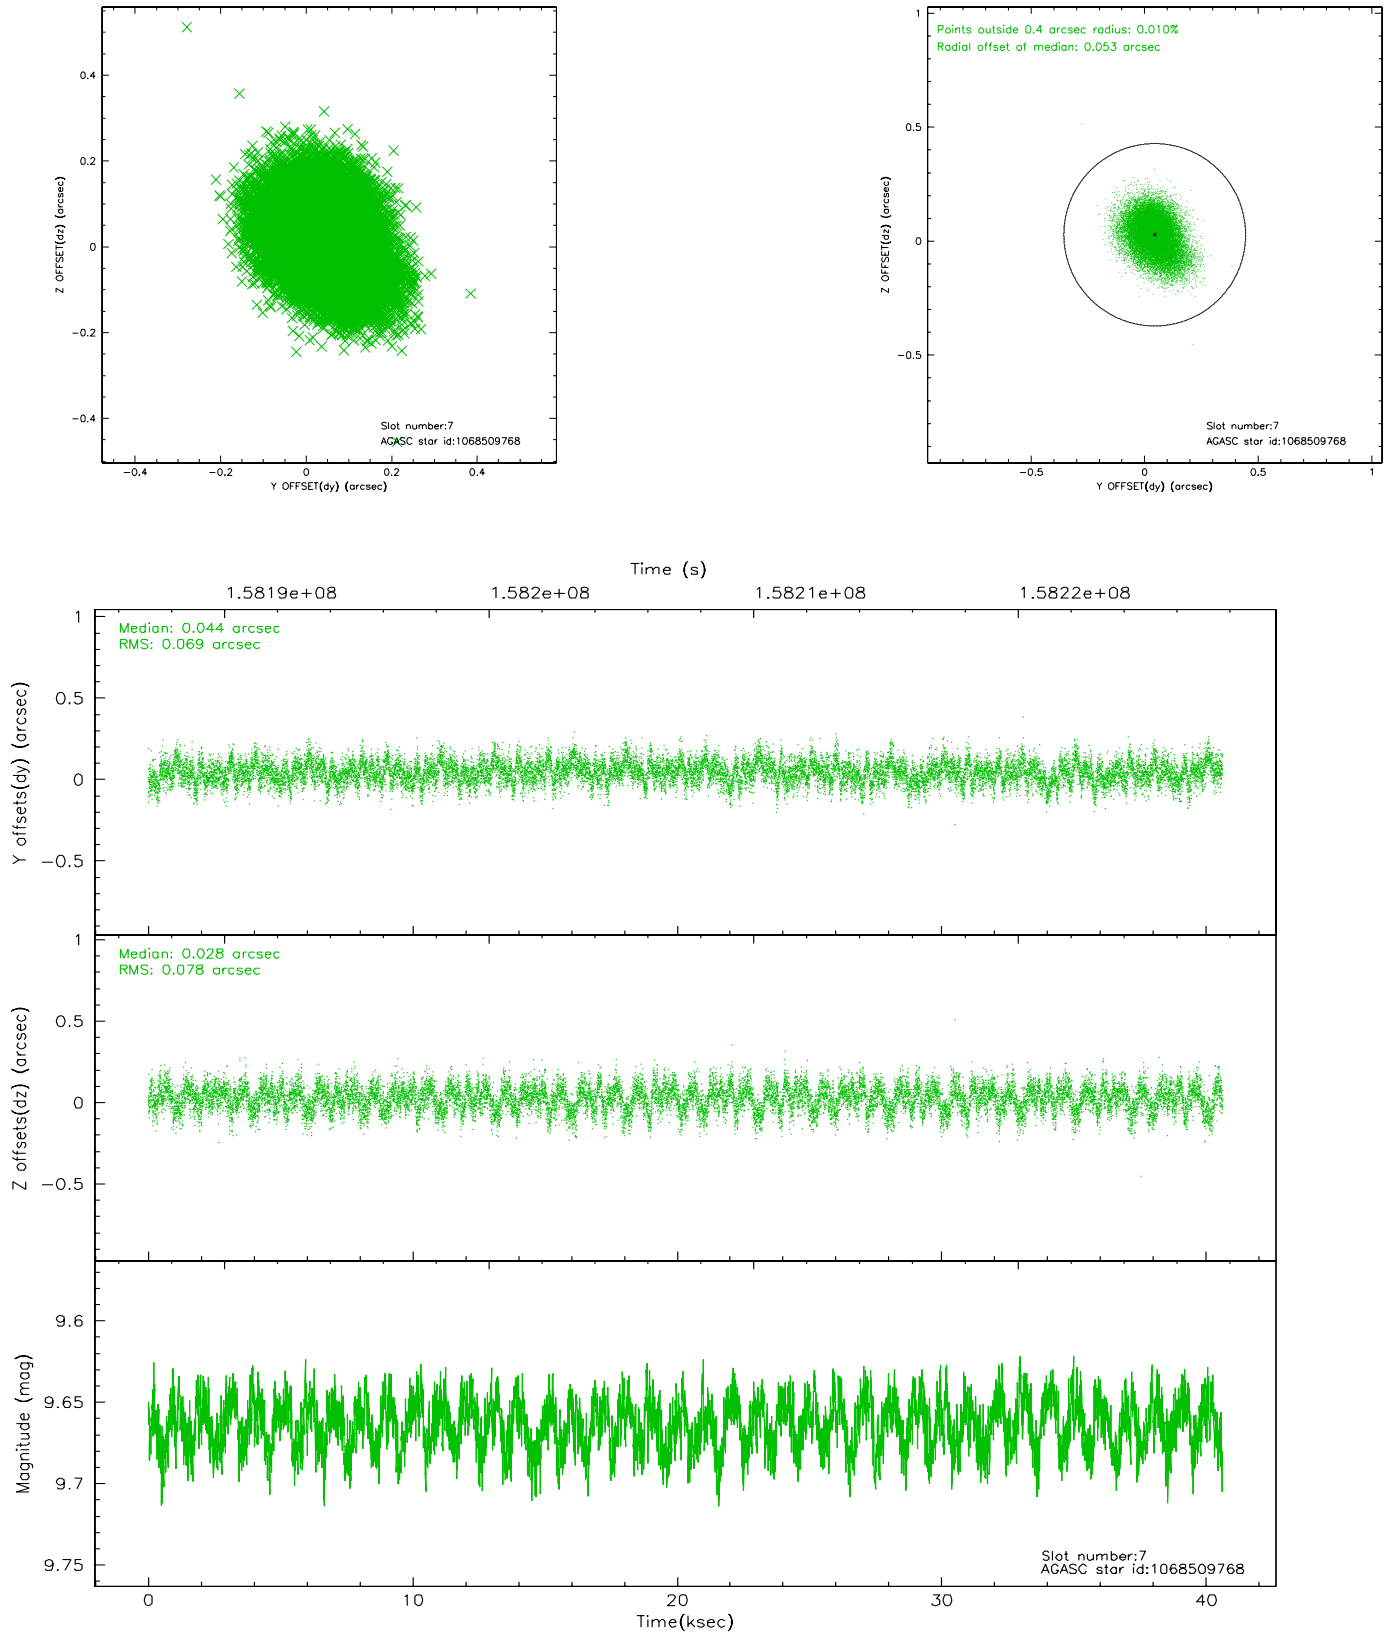 0.4
0.2
0
−0.2
−0.4
Z OFFSET(dz) (arcsec)
Slot number:7
AGASC star id:1068509768
−0.4 −0.2 0 0.2 0.4
Y OFFSET(dy) (arcsec)
Points outside 0.4 arcsec radius: 0.010%
Radial offset of median: 0.053 arcsec
1
0.5
0
−0.5
Z OFFSET(dz) (arcsec)
Slot number:7
AGASC star id:1068509768
−0.5 0 0.5 1
Y OFFSET(dy) (arcsec)
Time (s)
1.5819e+08 1.582e+08 1.5821e+08 1.5822e+08
Median: 0.044 arcsec
RMS: 0.069 arcsec
1
0.5
0
−0.5
Y offsets(dy) (arcsec)
Median: 0.028 arcsec
RMS: 0.078 arcsec
1
0.5
0
−0.5
Z offsets(dz) (arcsec)
9.6
9.65
9.7
9.75
Magnitude (mag)
Slot number:7
AGASC star id:1068509768
0 10 20 30 40
Time(ksec)